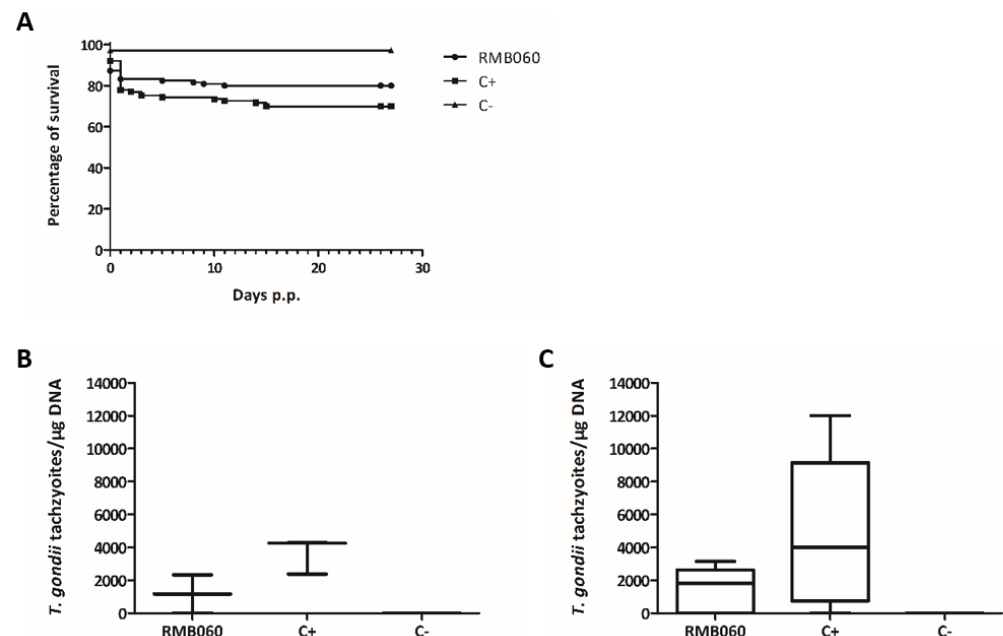 A
Percentage of survival
100
80
60
40
20
0
0 10 20 30
Days p.p.
RMB060
C+
C-
B
T. gondii tachzyoites/µg DNA
14000
12000
10000
8000
6000
4000
2000
0
RMB060 C+ C-
C
T. gondii tachzyoites/µg DNA
14000
12000
10000
8000
6000
4000
2000
0
RMB060 C+ C-